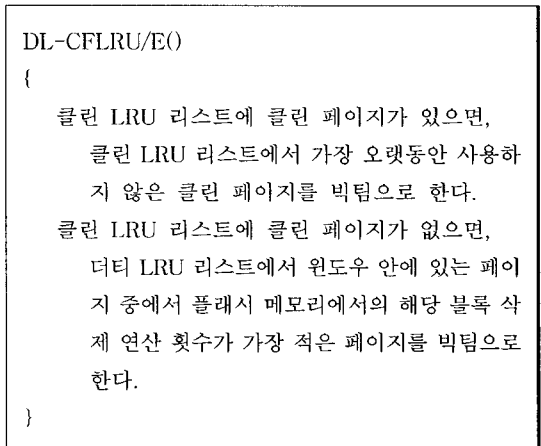 DL-CFLRU/E()
{
클린 LRU 리스트에 클린 페이지가 있으면,
클린 LRU 리스트에서 가장 오랫동안 사용하
지 않은 클린 페이지를 빅팀으로 한다.
클린 LRU 리스트에 클린 페이지가 없으면,
더티 LRU 리스트에서 윈도우 안에 있는 페이
지 중에서 플래시 메모리에서의 해당 블록 삭
제 연산 횟수가 가장 적은 페이지를 빅팀으로
한다.
}